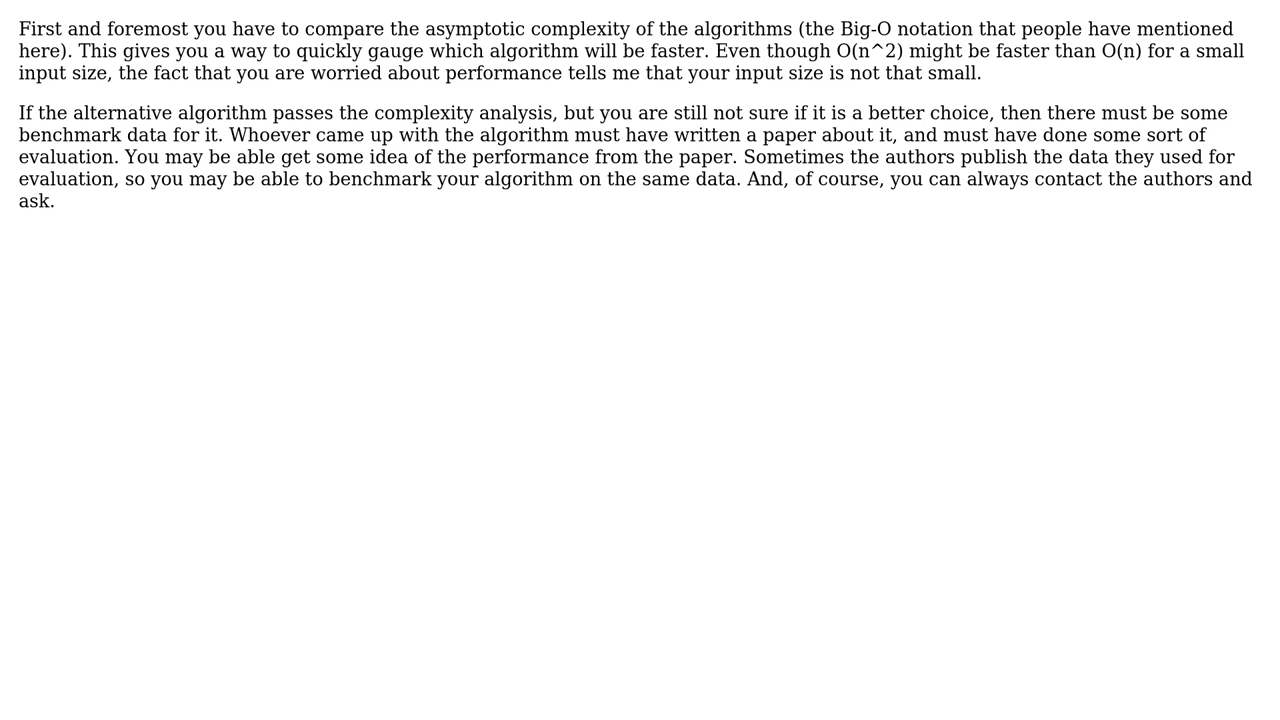 First and foremost you have to compare the asymptotic complexity of the algorithms (the Big-O notation that people have mentioned
here). This gives you a way to quickly gauge which algorithm will be faster. Even though O(n^2) might be faster than O(n) for a small
input size, the fact that you are worried about performance tells me that your input size is not that small.
If the alternative algorithm passes the complexity analysis, but you are still not sure if it is a better choice, then there must be some
benchmark data for it. Whoever came up with the algorithm must have written a paper about it, and must have done some sort of
evaluation. You may be able get some idea of the performance from the paper. Sometimes the authors publish the data they used for
evaluation, so you may be able to benchmark your algorithm on the same data. And, of course, you can always contact the authors and
ask.